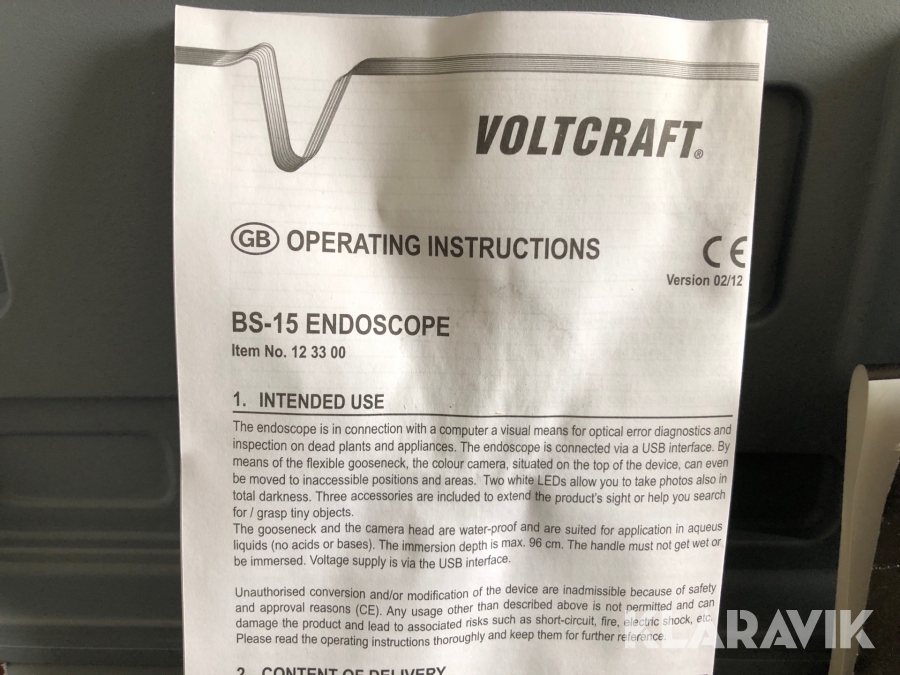 VOLTCRAFT®
GB OPERATING INSTRUCTIONS
CE
Version 02/12
BS-15 ENDOSCOPE
Item No. 12 33 00
1. INTENDED USE
The endoscope is in connection with a computer a visual means for optical error diagnostics and
inspection on dead plants and appliances. The endoscope is connected via a USB interface. By
means of the flexible gooseneck, the colour camera, situated on the top of the device, can even
be moved to inaccessible positions and areas. Two white LEDs allow you to take photos also in
total darkness. Three accessories are included to extend the product's sight or help you search
for / grasp tiny objects.
The gooseneck and the camera head are water-proof and are suited for application in aqueus
liquids (no acids or bases). The immersion depth is max. 96 cm. The handle must not get wet or
be immersed. Voltage supply is via the USB interface.
Unauthorised conversion and/or modification of the device are inadmissible because of safety
and approval reasons (CE). Any usage other than described above is not permitted and can
damage the product and lead to associated risks such as short-circuit, fire, electric shock, etc.
Please read the operating instructions thoroughly and keep them for further reference.
2. CONTENT OF DELIVERY
KLARAVIK